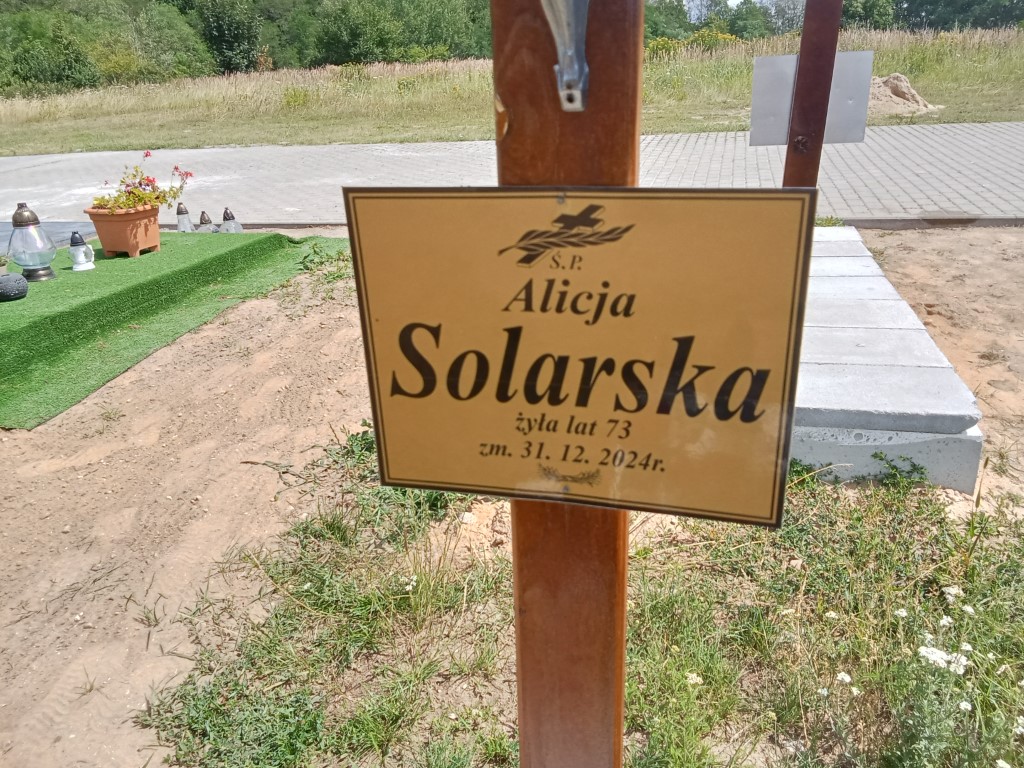 Ś.P.
Alicja
Solarska
żyła lat 73
zm. 31. 12. 2024r.